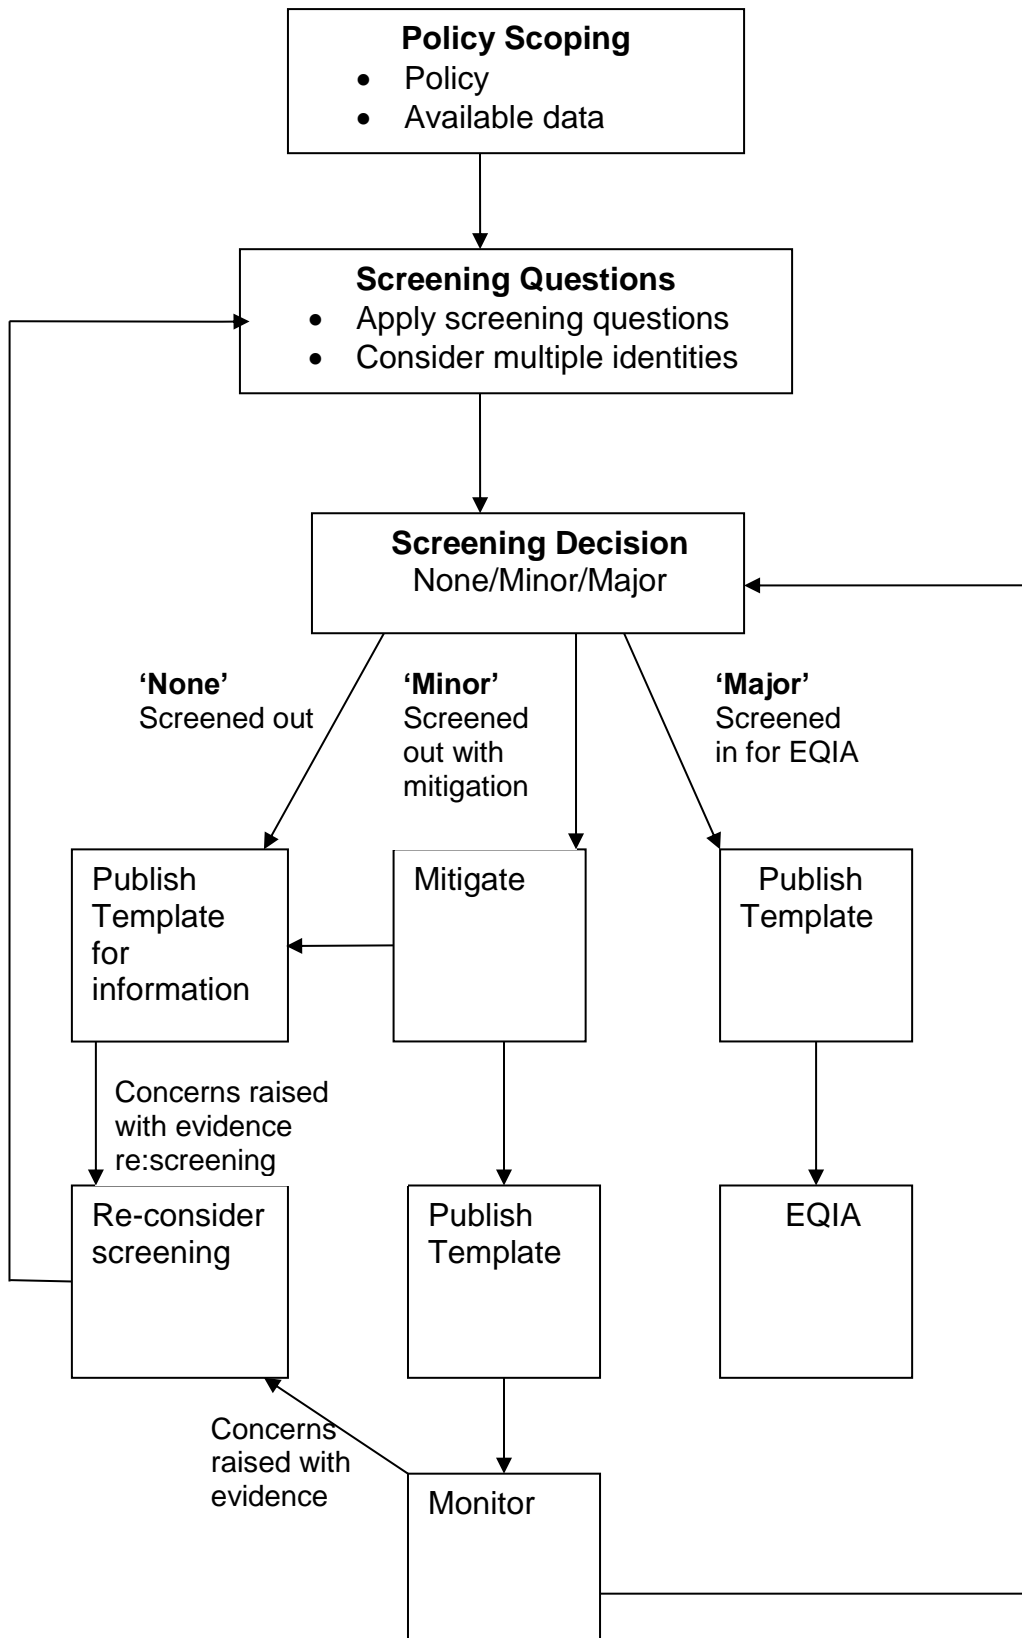 Policy Scoping
• Policy
• Available data
Screening Questions
• Apply screening questions
• Consider multiple identities
Screening Decision
None/Minor/Major
‘None’
Screened out
‘Minor’
Screened
out with
mitigation
‘Major’
Screened
in for EQIA
Publish
Template
for
information
Mitigate
Publish
Template
Concerns raised
with evidence
re:screening
Re-consider
screening
Publish
Template
EQIA
Concerns
raised with
evidence
Monitor